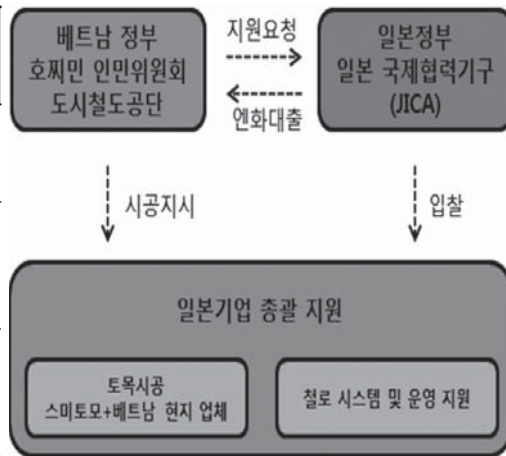 베트남 정부
호찌민 인민위원회
도시철도공단
지원요청
엔화대출
일본정부
일본 국제협력기구
(JICA)
시공지시
입찰
일본기업 총괄 지원
토목시공
스미토모+베트남 현지 업체
철로 시스템 및 운영 지원